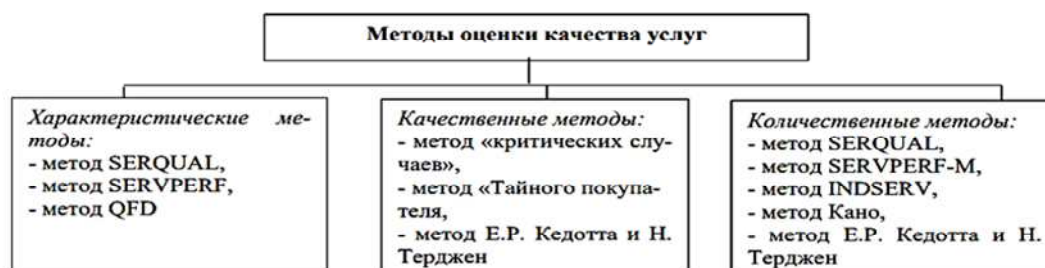 Методы оценки качества услуг
Характеристические ме-
тоды:
- метод SERQUAL,
- метод SERVPERF,
- метод QFD
Качественные методы:
- метод «критических слу-
чаев»,
- метод «Тайного покупа-
теля,
- метод Е.Р. Кедотта и Н.
Терджен
Количественные методы:
- метод SERQUAL,
- метод SERVPERF-M,
- метод INDSERV,
- метод Кано,
- метод Е.Р. Кедотта и Н.
Терджен